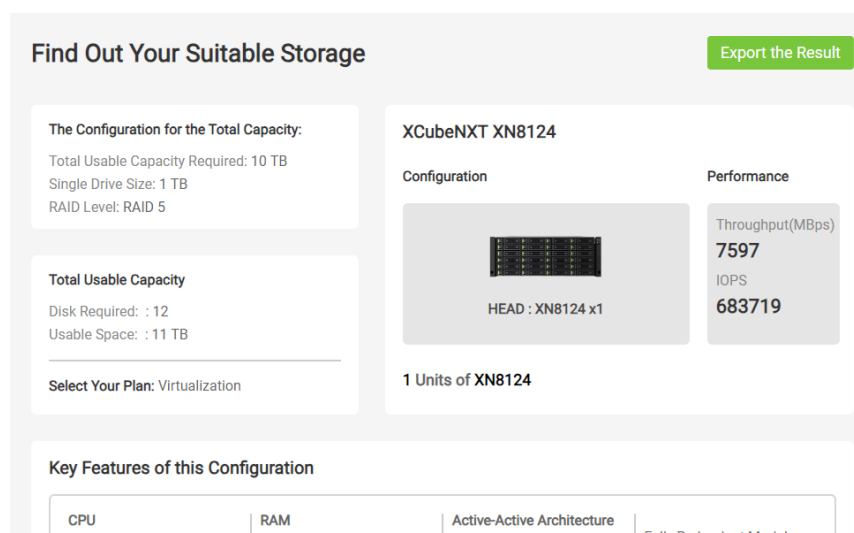 Find Out Your Suitable Storage
Export the Result
The Configuration for the Total Capacity:
Total Usable Capacity Required: 10 TB
Single Drive Size: 1 TB
RAID Level: RAID 5
Total Usable Capacity
Disk Required: : 12
Usable Space: : 11 TB
Select Your Plan: Virtualization
XCubeNXT XN8124
Configuration
HEAD : XN8124 x1
Performance
Throughput(MBps)
7597
IOPS
683719
1 Units of XN8124
Key Features of this Configuration
CPU
RAM
Active-Active Architecture